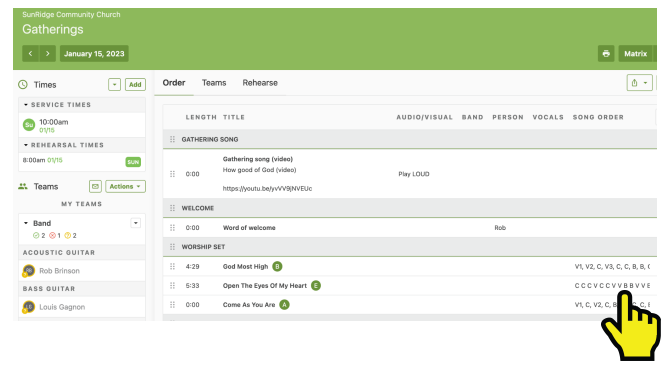 SunRidge Community Church
Gatherings
January 15, 2023
Matrix
Times
Add
SERVICE TIMES
Su 10:00am
01/15
REHEARSAL TIMES
8:00am 01/15 SUN
Teams
Actions
MY TEAMS
Band
2 1 2
ACOUSTIC GUITAR
Rob Brinson
BASS GUITAR
Louis Gagnon
Order Teams Rehearse
LENGTH TITLE AUDIO/VISUAL BAND PERSON VOCALS SONG ORDER
GATHERING SONG
Gathering song (video)
0:00 How good of God (video) Play LOUD
https://youtu.be/yvVV9jNVEUc
WELCOME
0:00 Word of welcome Rob
WORSHIP SET
4:29 God Most High B V1, V2, C, V3, C, C, B, B,
5:33 Open The Eyes Of My Heart E C C C V C C V V B B V V
0:00 Come As You Are A V1, C, V2, C, B